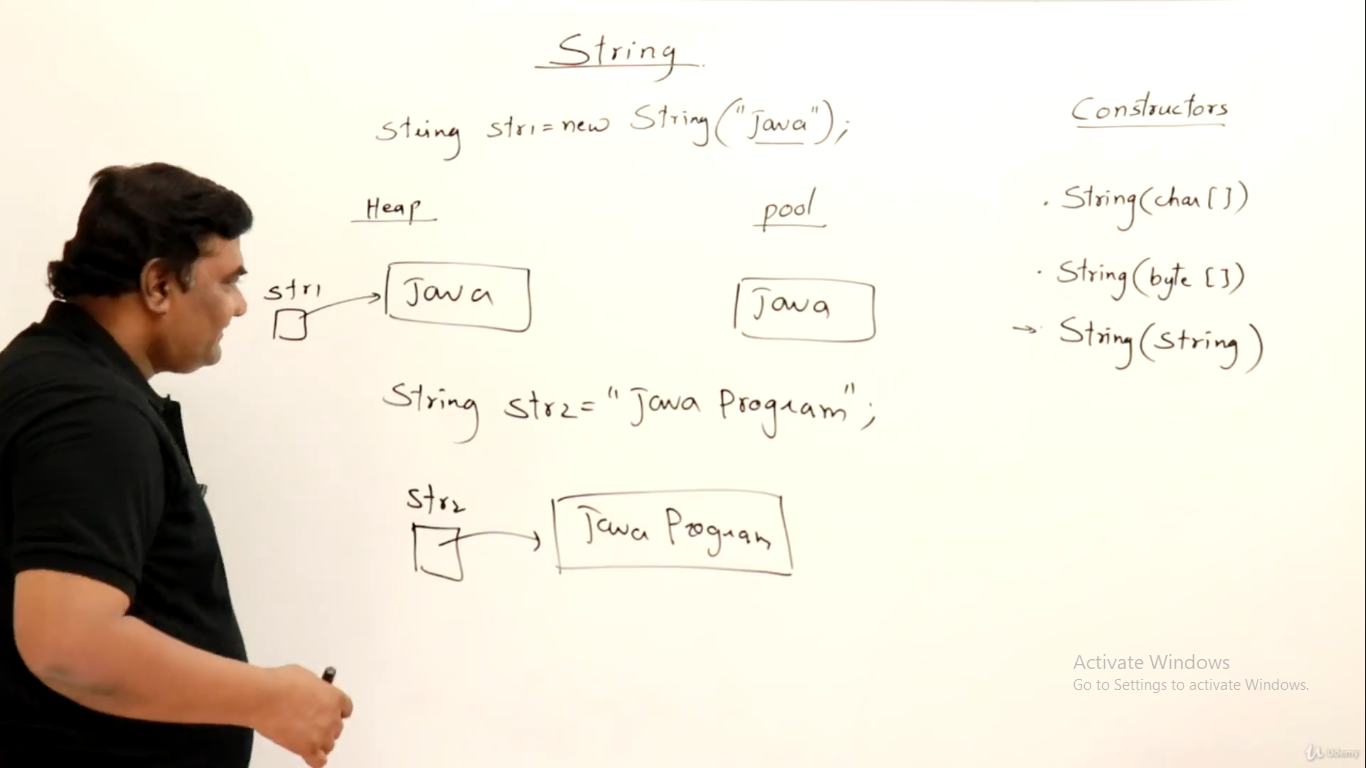 String
String str1=new String("Java");
Constructors
Heap
pool
. String(char[])
str1
Java
Java
. String(byte [])
→ String(String)
String str2="Java Program";
str2
Java Program
Activate Windows
Go to Settings to activate Windows.
Udemy